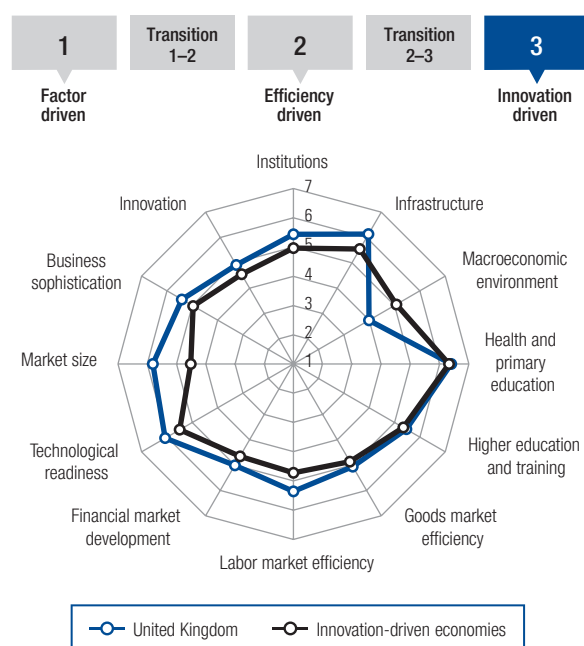 1
Transition
1–2
2
Transition
2–3
3
Factor
driven
Efficiency
driven
Innovation
driven
Institutions
Infrastructure
Macroeconomic
environment
Health and
primary
education
Higher education
and training
Goods market
efficiency
Labor market efficiency
Financial market
development
Technological
readiness
Market size
Business
sophistication
Innovation
7
6
5
4
3
2
1
United Kingdom
Innovation-driven economies